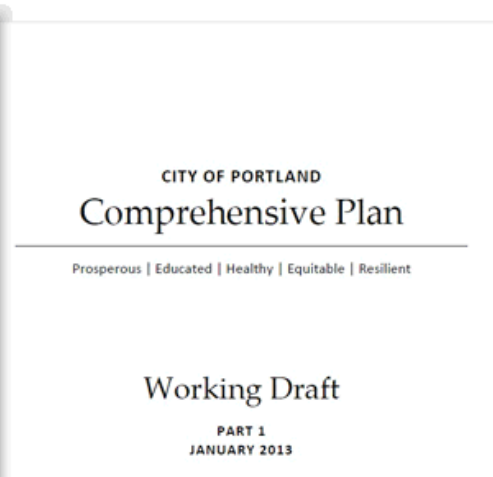 CITY OF PORTLAND
Comprehensive Plan
Prosperous | Educated | Healthy | Equitable | Resilient
Working Draft
PART 1
JANUARY 2013